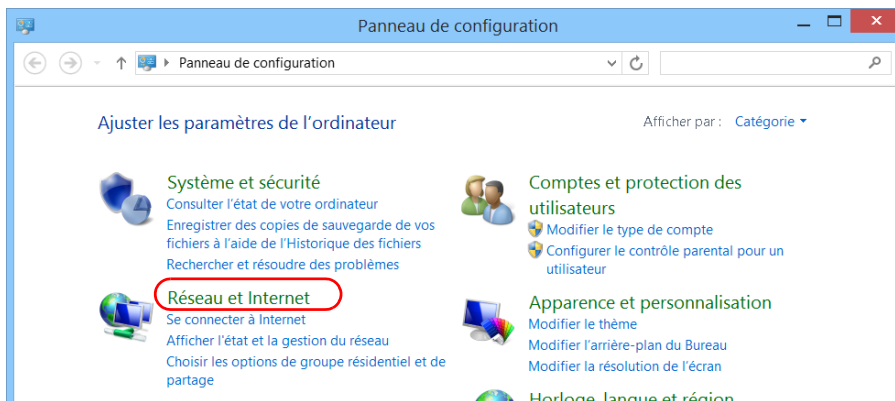 Panneau de configuration
Panneau de configuration
Ajuster les paramètres de l'ordinateur
Afficher par : Catégorie
Système et sécurité
Consulter l'état de votre ordinateur
Enregistrer des copies de sauvegarde de vos
fichiers à l'aide de l'Historique des fichiers
Rechercher et résoudre des problèmes
Réseau et Internet
Se connecter à Internet
Afficher l'état et la gestion du réseau
Choisir les options de groupe résidentiel et de
partage
Comptes et protection des
utilisateurs
Modifier le type de compte
Configurer le contrôle parental pour un
utilisateur
Apparence et personnalisation
Modifier le thème
Modifier l'arrière-plan du Bureau
Modifier la résolution de l'écran
Horloge, langue et région